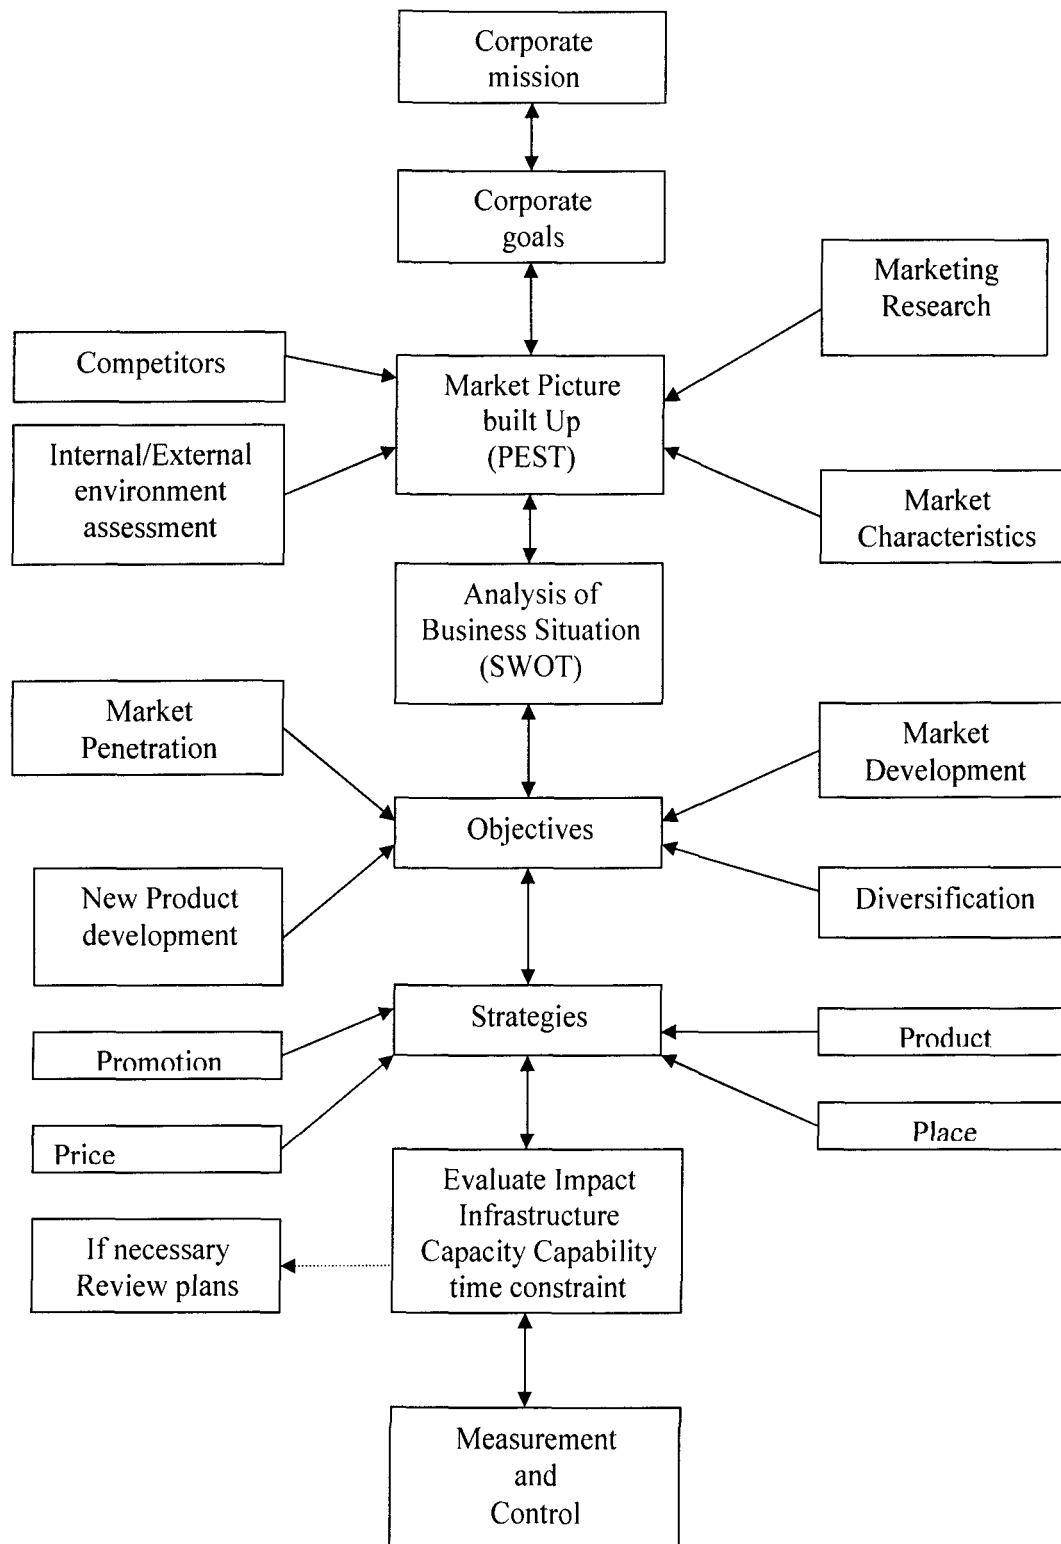 Corporate
mission
Corporate
goals
Marketing
Research
Competitors
Market Picture
built Up
(PEST)
Internal/External
environment
assessment
Market
Characteristics
Analysis of
Business Situation
(SWOT)
Market
Penetration
Market
Development
Objectives
New Product
development
Diversification
Strategies
Promotion
Product
Price
Place
Evaluate Impact
Infrastructure
Capacity Capability
time constraint
If necessary
Review plans
Measurement
and
Control